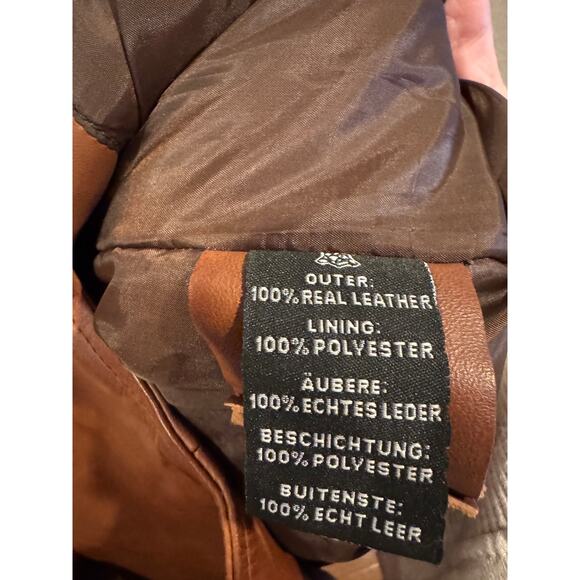 OUTER:
100% REAL LEATHER
LINING:
100% POLYESTER
ÄUBERE:
100% ECHTES LEDER
BESCHICHTUNG:
100% POLYESTER
BUITENSTE:
100% ECHT LEER